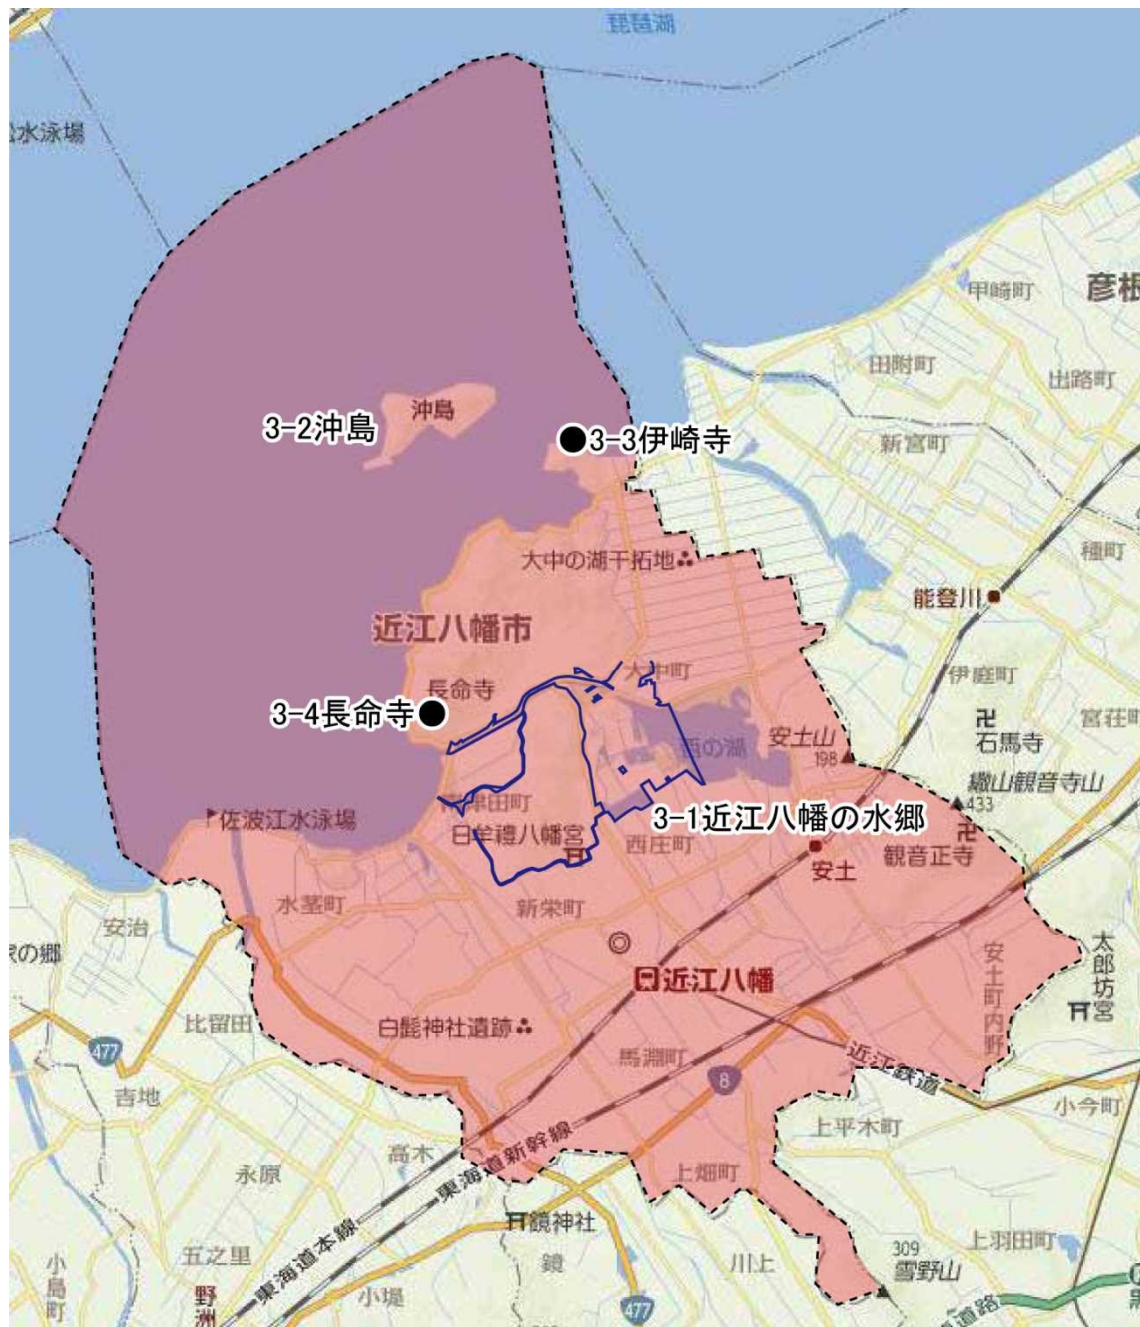 琵琶湖
水泳場
甲崎町
彦根
田附町
出路町
3-2沖島
沖島
3-3伊崎寺
新宮町
大中の湖干拓地
種町
能登川
近江八幡市
大中町
伊庭町
長命寺
3-4長命寺
西の湖
安土山
198
卍
石馬寺
宮荘町
繖山観音寺山
433
津田町
佐波江水泳場
3-1近江八幡の水郷
日牟禮八幡宮
西庄町
卍
観音正寺
安土
水茎町
新栄町
安治
の郷
太郎坊宮
安土町内野
近江八幡
比留田
白髭神社遺跡
477
馬淵町
8
近江鉄道
吉地
小今町
上平木町
高木
東海道新幹線
永原
上畑町
鏡神社
五之里
鏡
川上
309
雪野山
上羽田町
小島町
東海道本線
野洲
小堤
477
道路